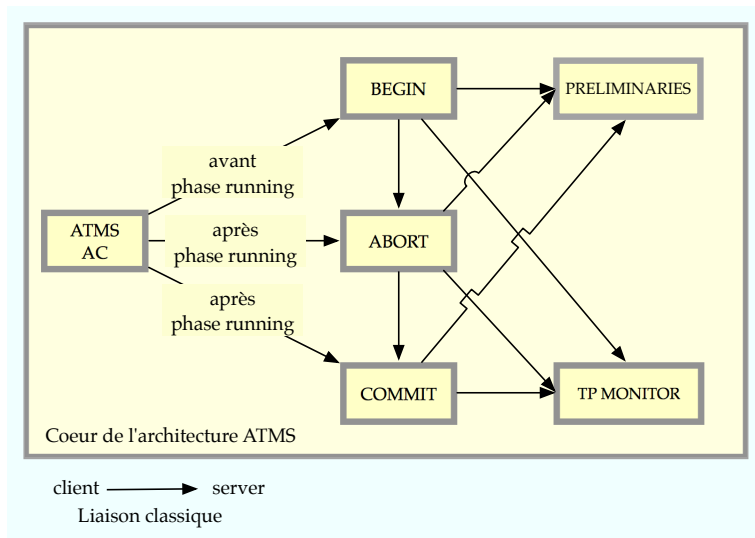 BEGIN
PRELIMINARIES
avant
phase running
ATMS
AC
après
phase running
ABORT
après
phase running
COMMIT
TP MONITOR
Coeur de l'architecture ATMS
client
server
Liaison classique